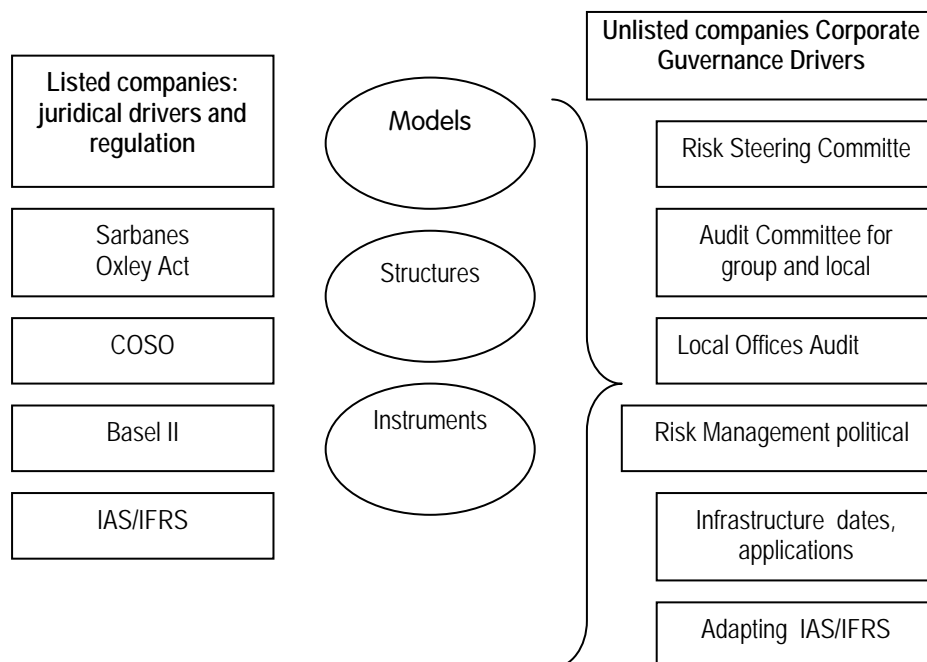 Listed companies:
juridical drivers and
regulation
Sarbanes
Oxley Act
COSO
Basel II
IAS/IFRS
Models
Structures
Instruments
Unlisted companies Corporate
Guvernance Drivers
Risk Steering Committe
Audit Committee for
group and local
Local Offices Audit
Risk Management political
Infrastructure dates,
applications
Adapting IAS/IFRS